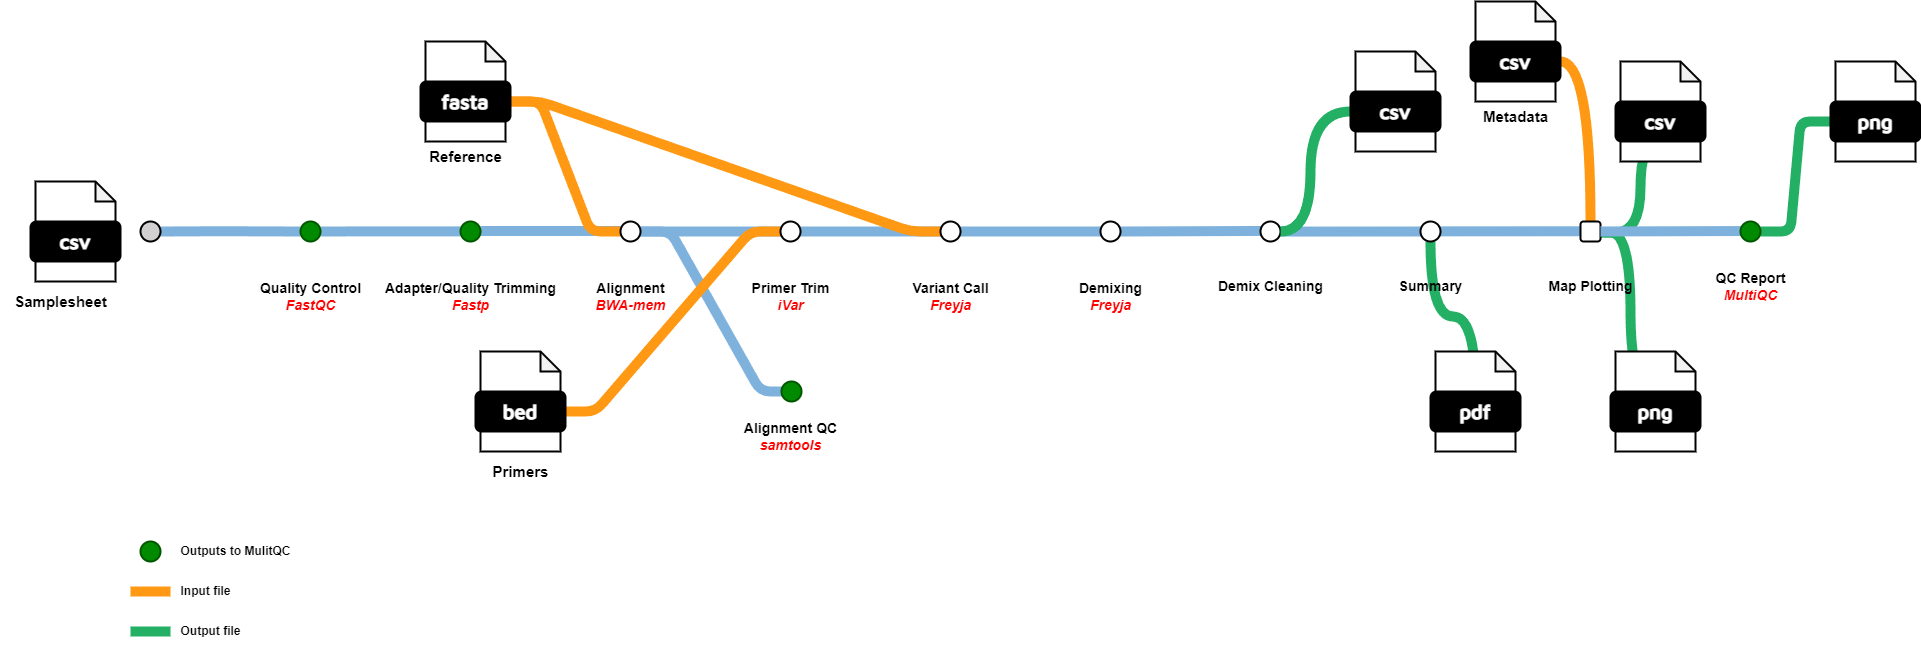 csv
Metadata
fasta
Reference
csv
csv
png
csv
Samplesheet
Quality Control
FastQC
Adapter/Quality Trimming
Fastp
Alignment
BWA-mem
Primer Trim
iVar
Variant Call
Freyja
Demixing
Freyja
Demix Cleaning
Summary
Map Plotting
QC Report
MultiQC
bed
Primers
Alignment QC
samtools
pdf
png
Outputs to MulitQC
Input file
Output file